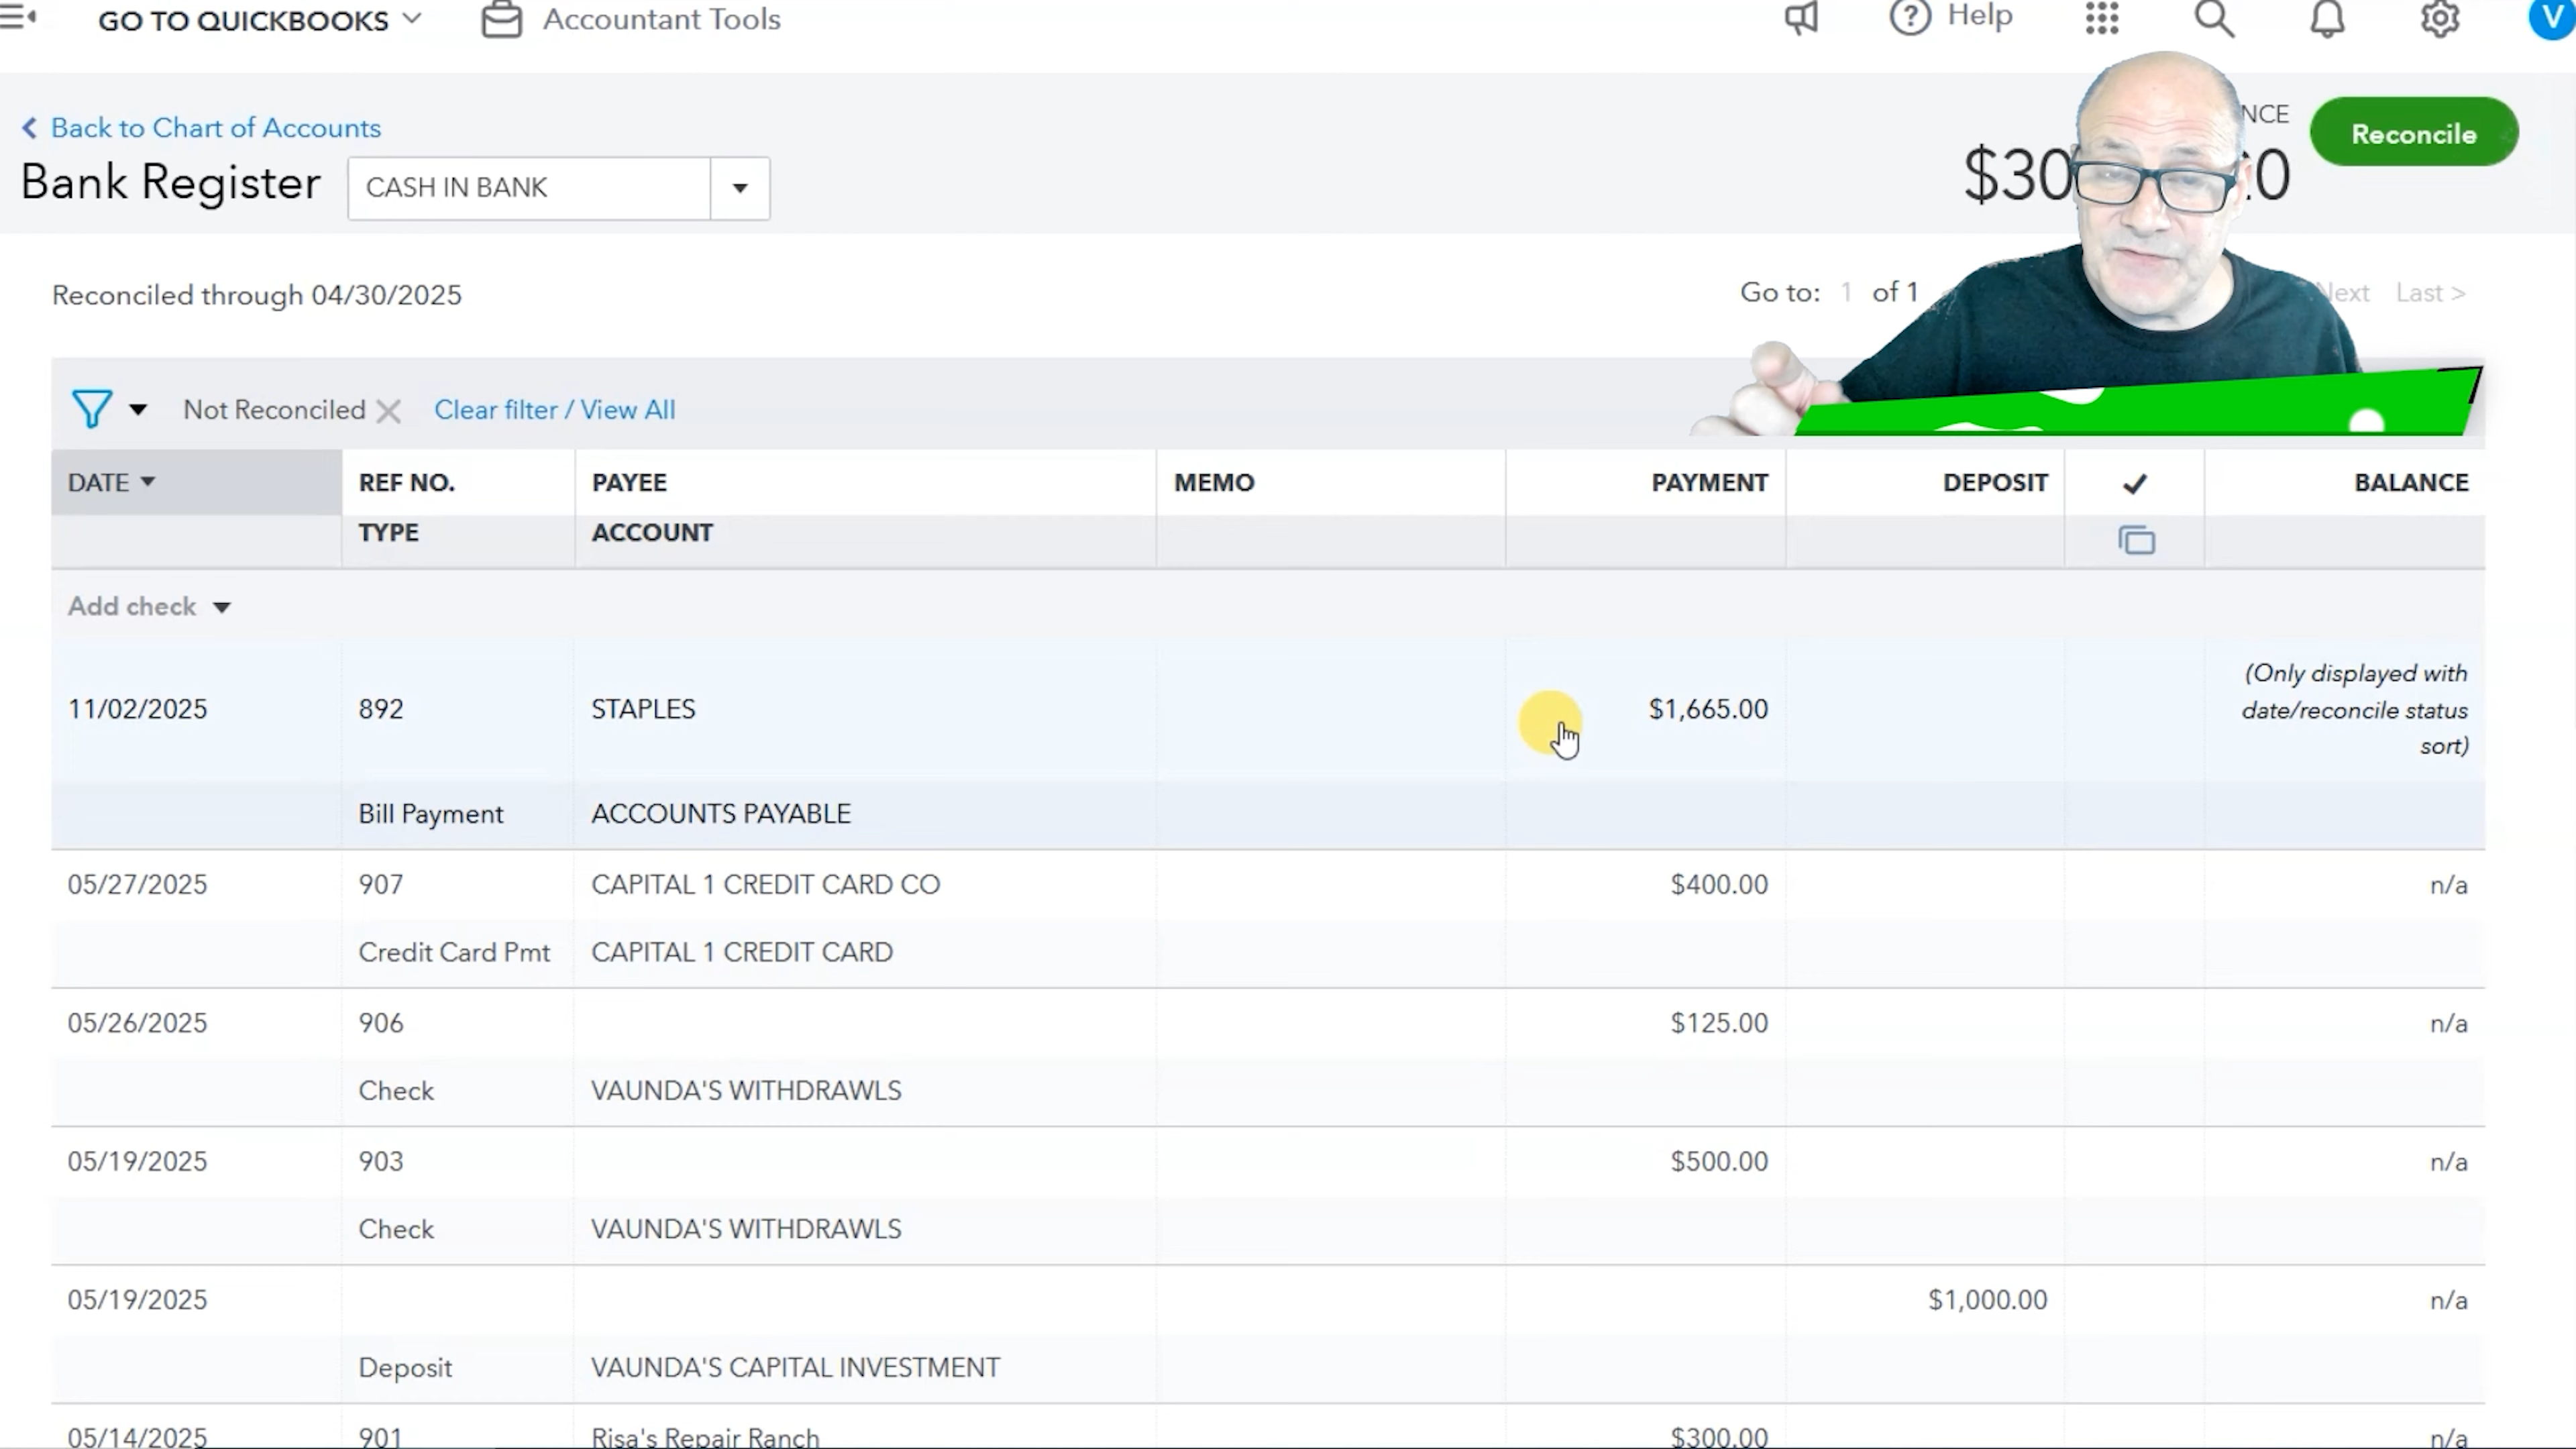 GO TO QUICKBOOKS Accountant Tools Help V
Back to Chart of Accounts
Bank Register CASH IN BANK Reconcile
Reconciled through 04/30/2025 Go to: 1 of 1 Next Last >
Not Reconciled Clear filter / View All
DATE REF NO. PAYEE MEMO PAYMENT DEPOSIT ✓ BALANCE
TYPE ACCOUNT
Add check
11/02/2025 892 STAPLES $1,665.00 (Only displayed with
date/reconcile status
sort)
Bill Payment ACCOUNTS PAYABLE
05/27/2025 907 CAPITAL 1 CREDIT CARD CO $400.00 n/a
Credit Card Pmt CAPITAL 1 CREDIT CARD
05/26/2025 906 $125.00 n/a
Check VAUNDA'S WITHDRAWLS
05/19/2025 903 $500.00 n/a
Check VAUNDA'S WITHDRAWLS
05/19/2025 $1,000.00 n/a
Deposit VAUNDA'S CAPITAL INVESTMENT
05/14/2025 901 Risa's Repair Ranch $300.00 n/a